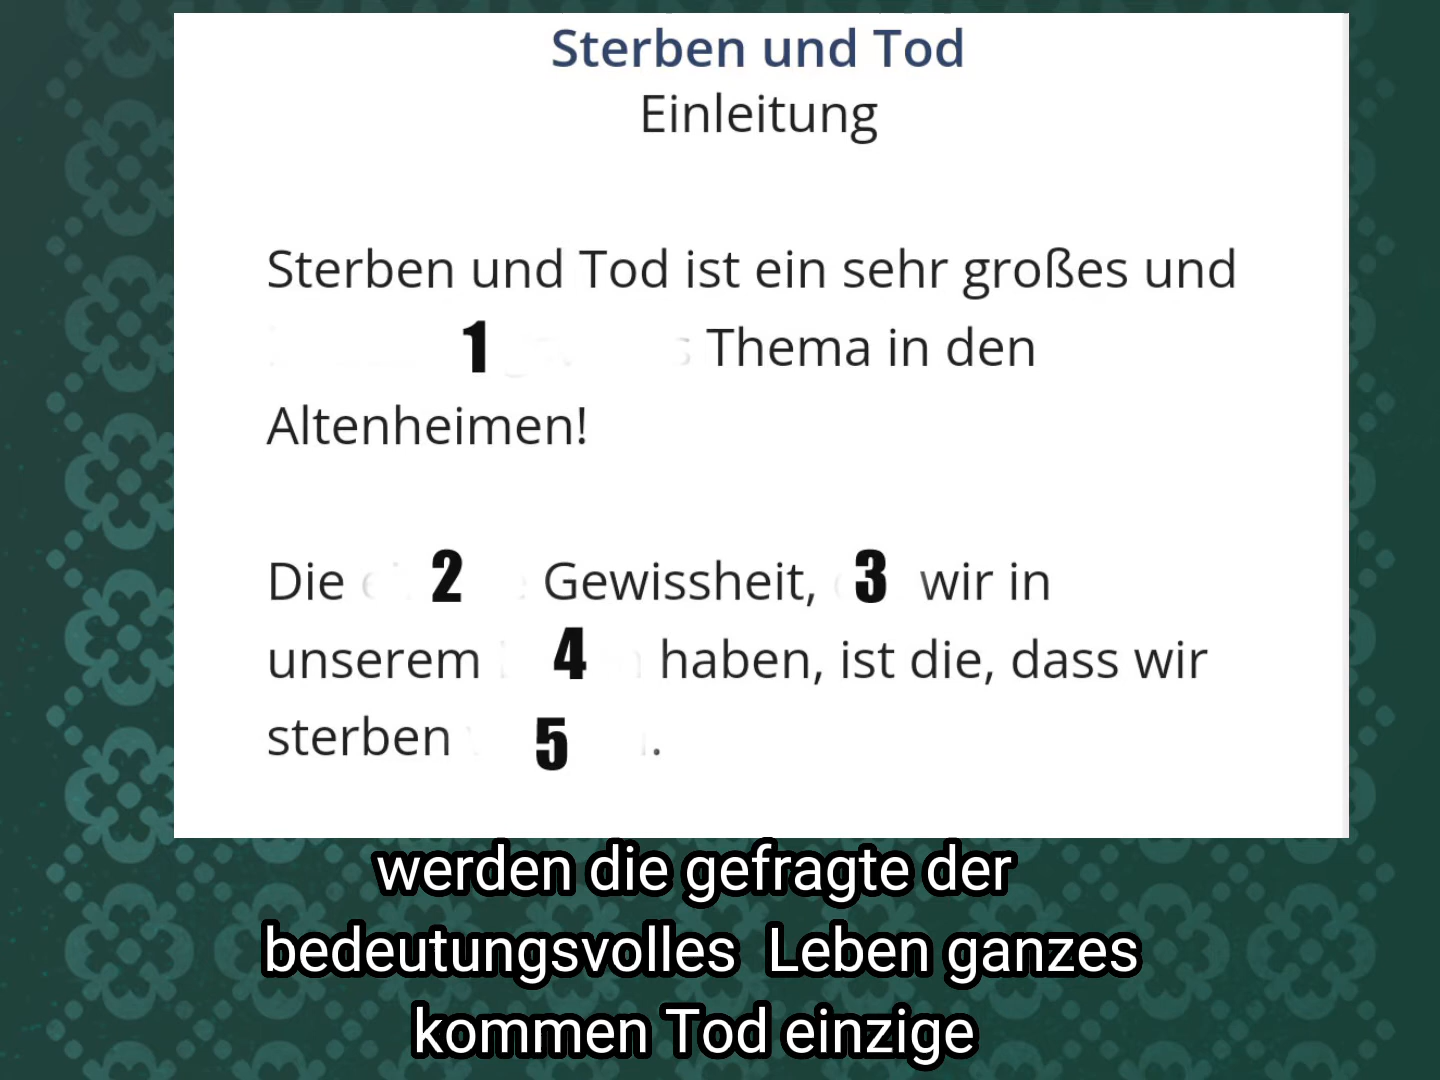 Sterben und Tod
Einleitung
Sterben und Tod ist ein sehr großes und
1 Thema in den
Altenheimen!
Die 2 Gewissheit, 3 wir in
unserem 4 haben, ist die, dass wir
sterben 5 .
werden die gefragte der
bedeutungsvolles Leben ganzes
kommen Tod einzige